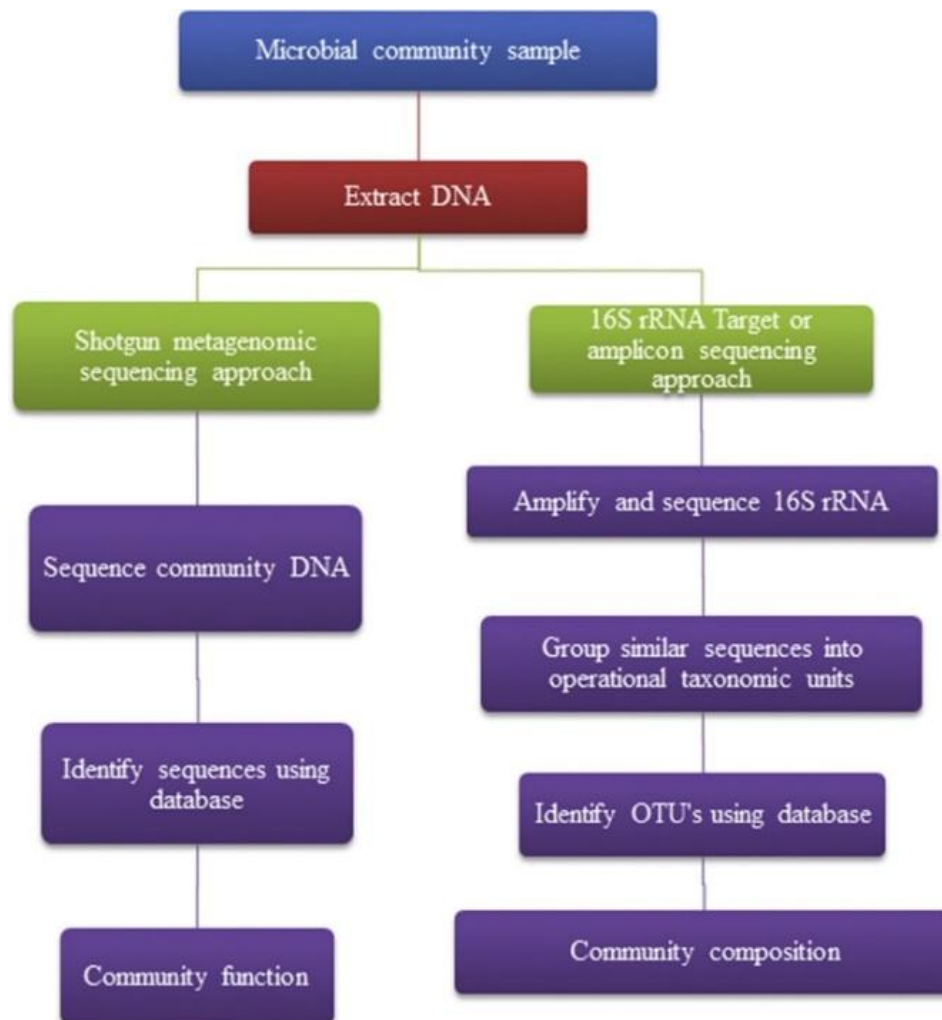 Microbial community sample
Extract DNA
Shotgun metagenomic
sequencing approach
Sequence community DNA
Identify sequences using
database
Community function
16S rRNA Target or
amplicon sequencing
approach
Amplify and sequence 16S rRNA
Group similar sequences into
operational taxonomic units
Identify OTU's using database
Community composition